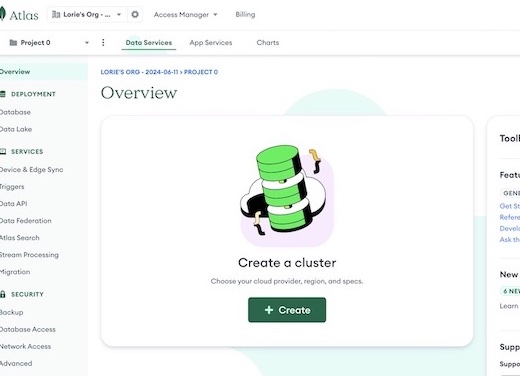 Atlas
Lorie's Org - ...
Access Manager
Billing
Project 0
Data Services
App Services
Charts
Overview
DEPLOYMENT
Database
Data Lake
SERVICES
Device & Edge Sync
Triggers
Data API
Data Federation
Atlas Search
Stream Processing
Migration
SECURITY
Backup
Database Access
Network Access
Advanced
LORIE'S ORG - 2024-06-11 > PROJECT 0
Overview
Create a cluster
Choose your cloud provider, region, and specs.
+ Create
Tool
Featu
GENE
Get St
Refere
Develo
Ask th
New
6 NEW
Learn
Supp
Suppo